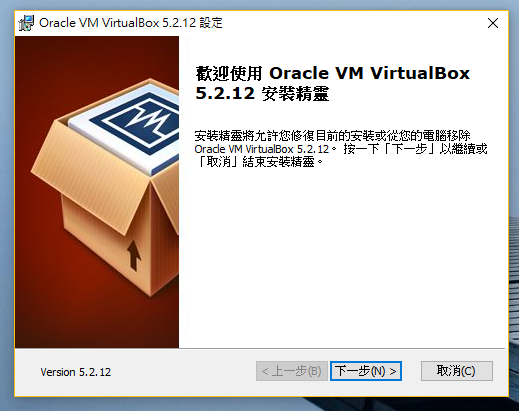 Oracle VM VirtualBox 5.2.12 設定
歡迎使用 Oracle VM VirtualBox
5.2.12 安裝精靈
安裝精靈將允許您修復目前的安裝或從您的電腦移除
Oracle VM VirtualBox 5.2.12。 按一下「下一步」以繼續或
「取消」結束安裝精靈。
Version 5.2.12
< 上一步(B)
下一步(N) >
取消(C)